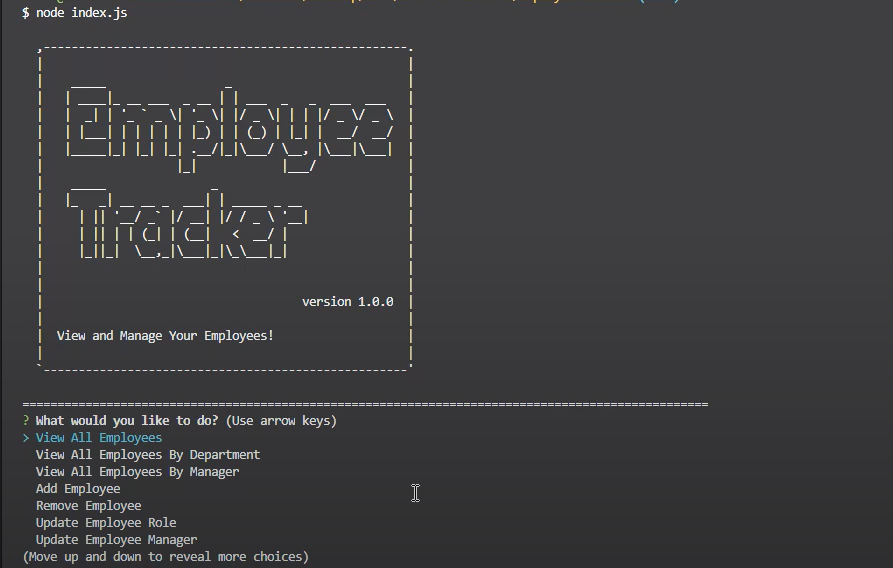 $ node index.js
Employee
Tracker
version 1.0.0
View and Manage Your Employees!
? What would you like to do? (Use arrow keys)
> View All Employees
View All Employees By Department
View All Employees By Manager
Add Employee
Remove Employee
Update Employee Role
Update Employee Manager
(Move up and down to reveal more choices)